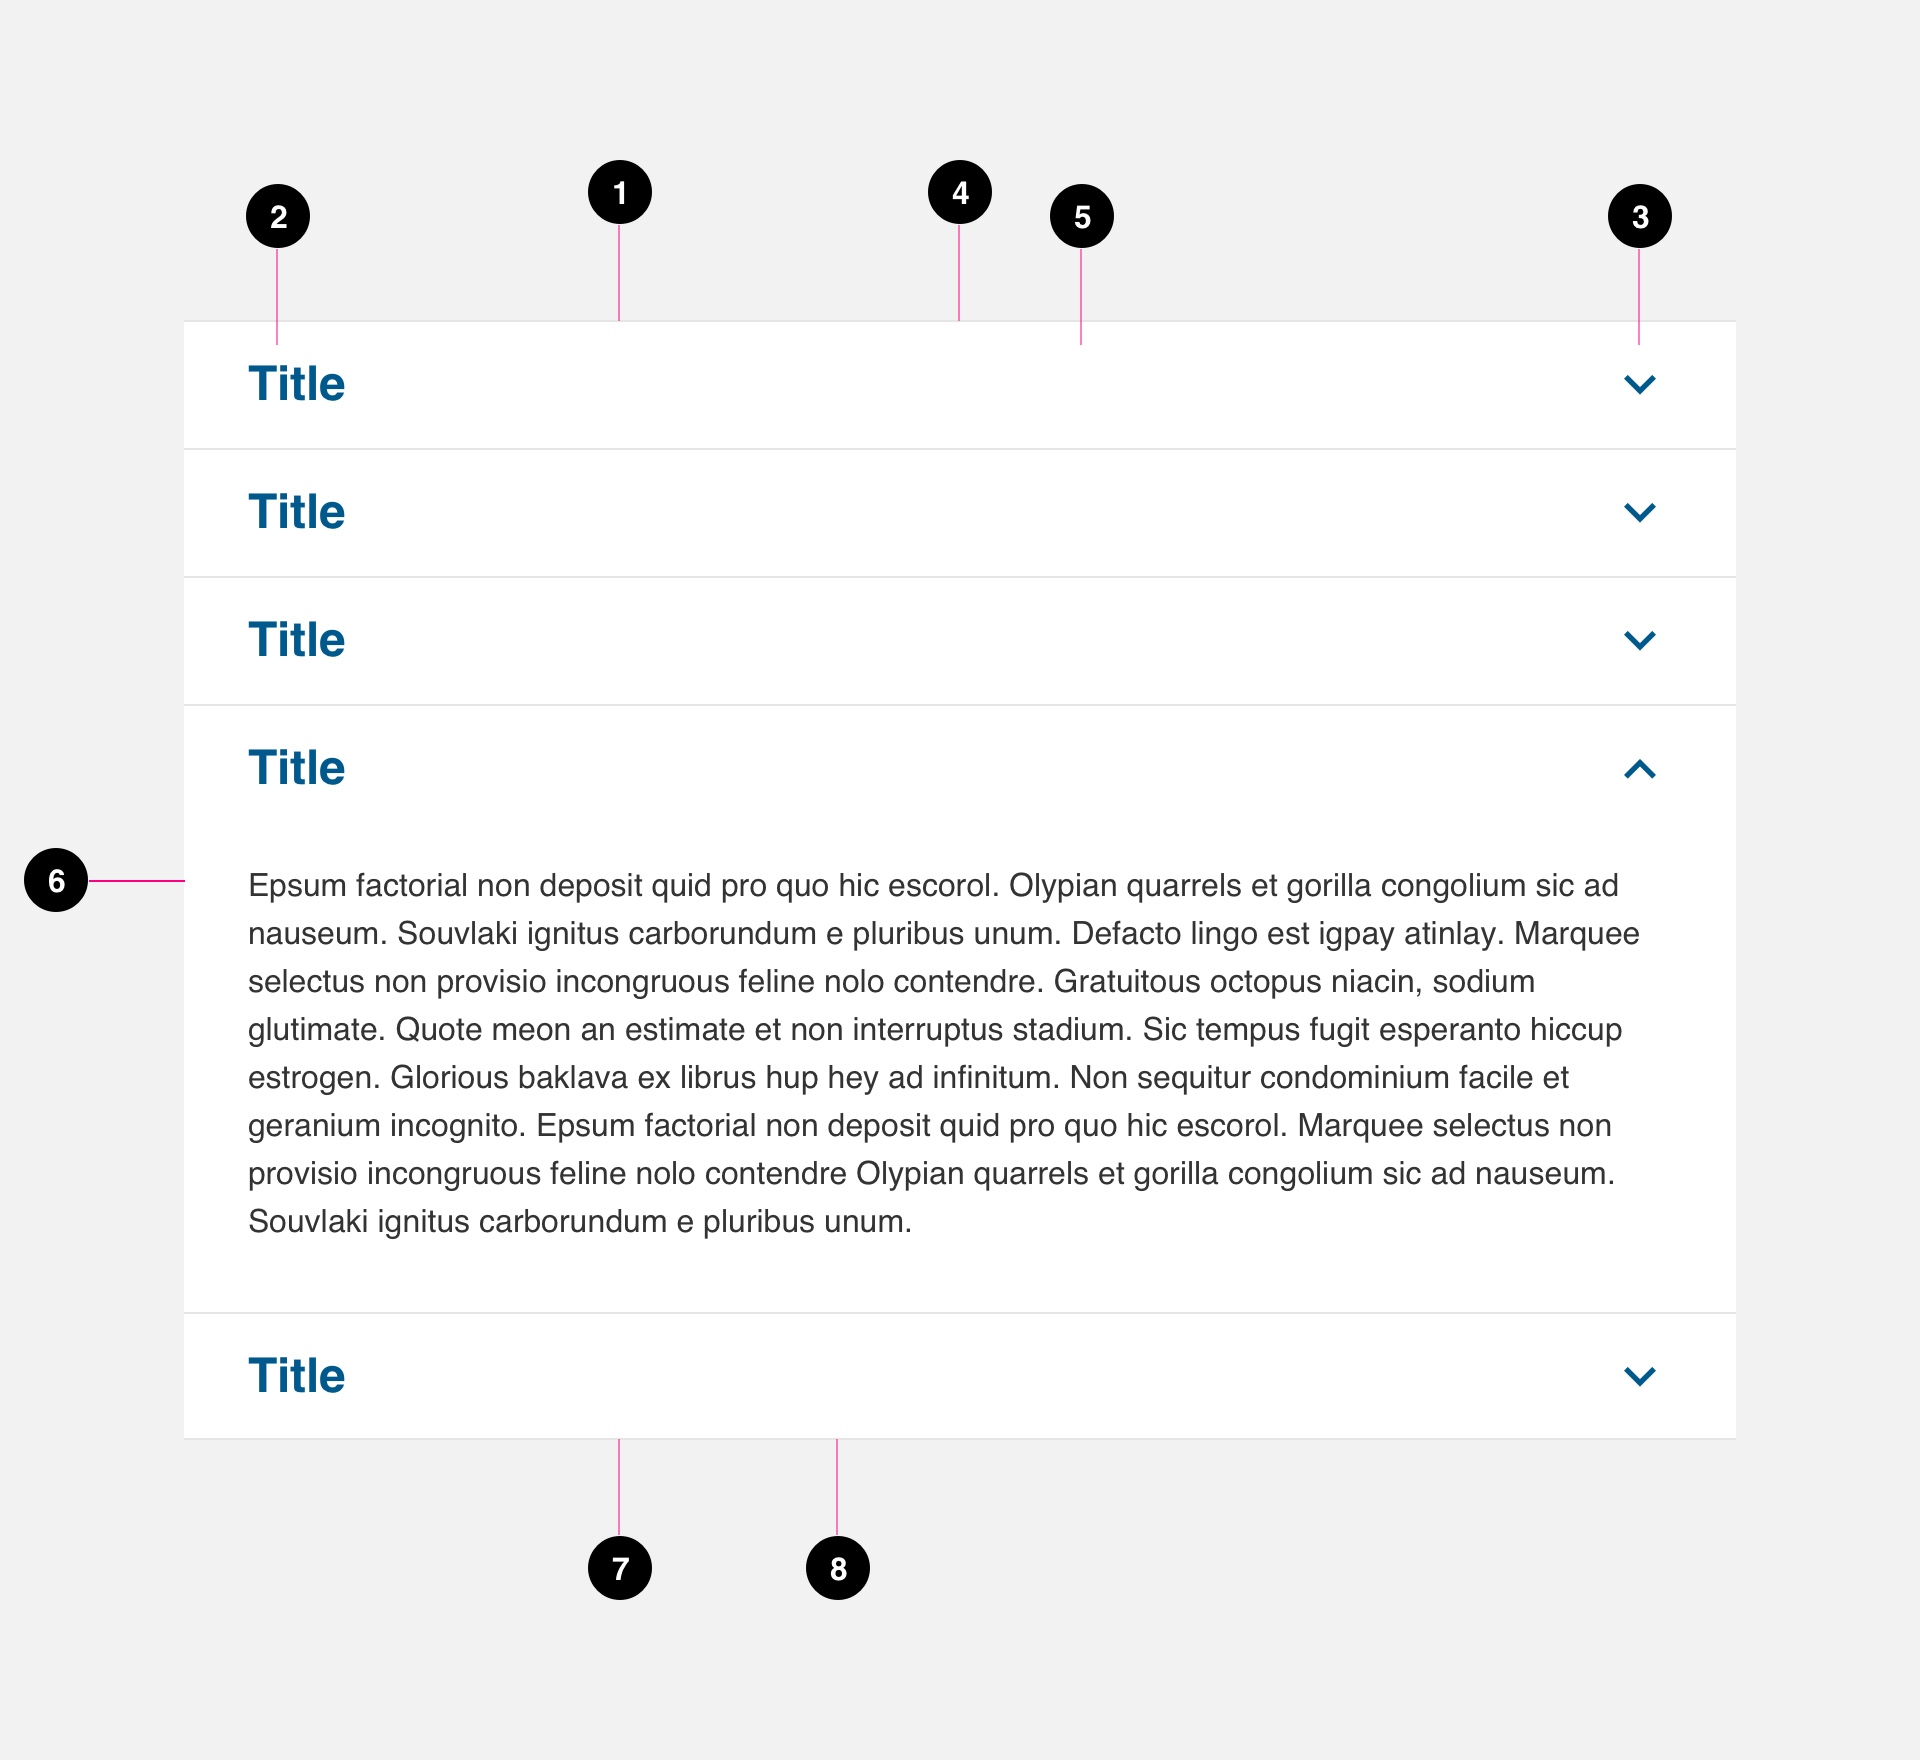 1
4
2
5
3
Title
Title
Title
Title
6
Epsum factorial non deposit quid pro quo hic escorol. Olypian quarrels et gorilla congolium sic ad
nauseum. Souvlaki ignitus carborundum e pluribus unum. Defacto lingo est igpay atinlay. Marquee
selectus non provisio incongruous feline nolo contendre. Gratuitous octopus niacin, sodium
glutimate. Quote meon an estimate et non interruptus stadium. Sic tempus fugit esperanto hiccup
estrogen. Glorious baklava ex librus hup hey ad infinitum. Non sequitur condominium facile et
geranium incognito. Epsum factorial non deposit quid pro quo hic escorol. Marquee selectus non
provisio incongruous feline nolo contendre Olypian quarrels et gorilla congolium sic ad nauseum.
Souvlaki ignitus carborundum e pluribus unum.
Title
7
8